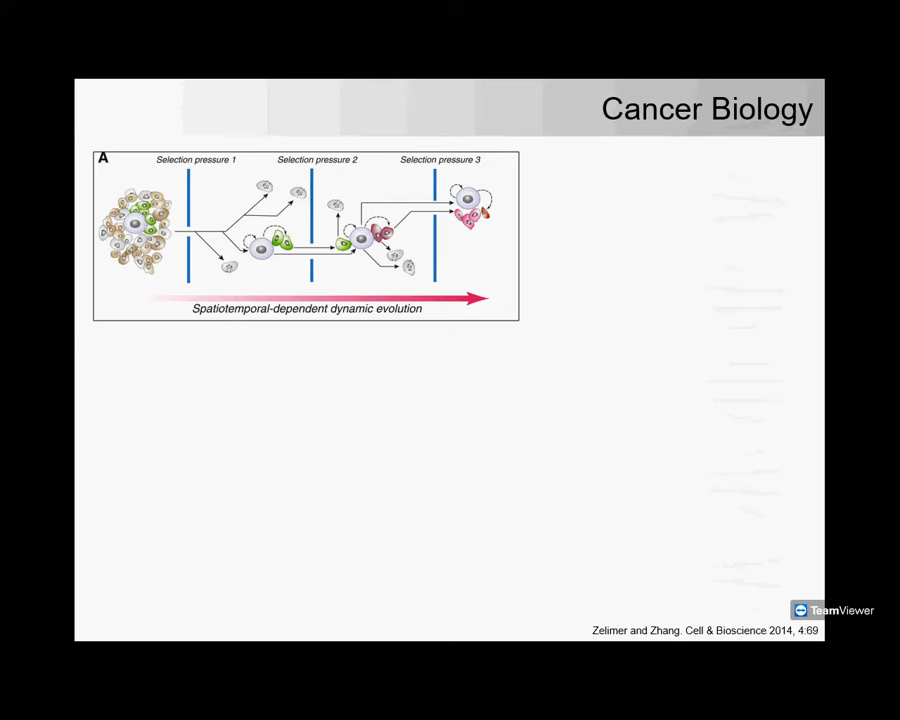 Cancer Biology
A
Selection pressure 1
Selection pressure 2
Selection pressure 3
Spatiotemporal-dependent dynamic evolution
TeamViewer
Zelimer and Zhang. Cell & Bioscience 2014, 4:69